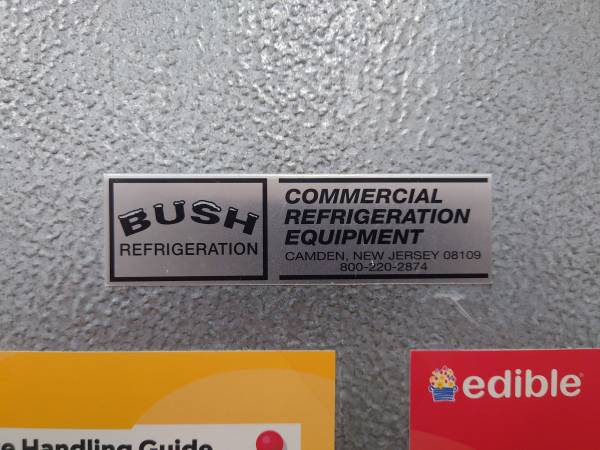 BUSH
REFRIGERATION
COMMERCIAL
REFRIGERATION
EQUIPMENT
CAMDEN, NEW JERSEY 08109
800-220-2874
e Handling Guide
edible